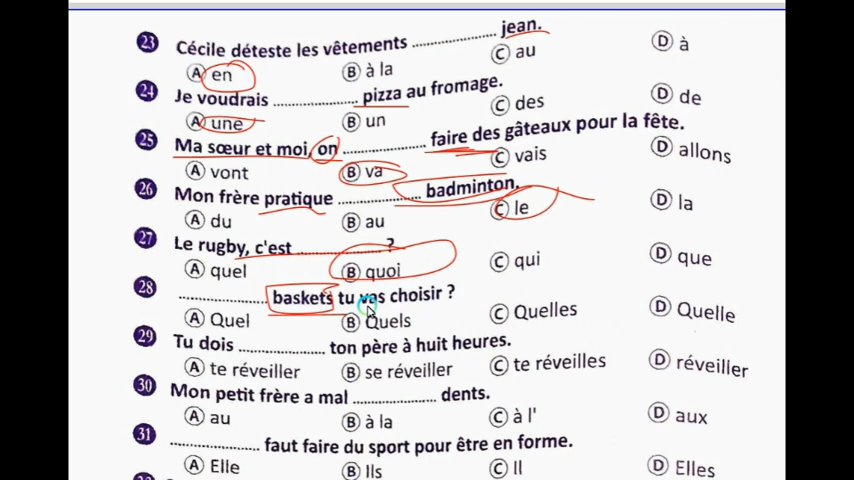 23 Cécile déteste les vêtements .................... jean.
A en B à la C au D à
24 Je voudrais .................... pizza au fromage.
A une B un C des D de
25 Ma sœur et moi, on .................... faire des gâteaux pour la fête.
A vont B va C vais D allons
26 Mon frère pratique .................... badminton.
A du B au C le D la
27 Le rugby, c'est .................... ?
A quel B quoi C qui D que
28 .................... baskets tu vas choisir ?
A Quel B Quels C Quelles D Quelle
29 Tu dois .................... ton père à huit heures.
A te réveiller B se réveiller C te réveilles D réveiller
30 Mon petit frère a mal .................... dents.
A au B à la C à l' D aux
31 .................... faut faire du sport pour être en forme.
A Elle B Ils C Il D Elles